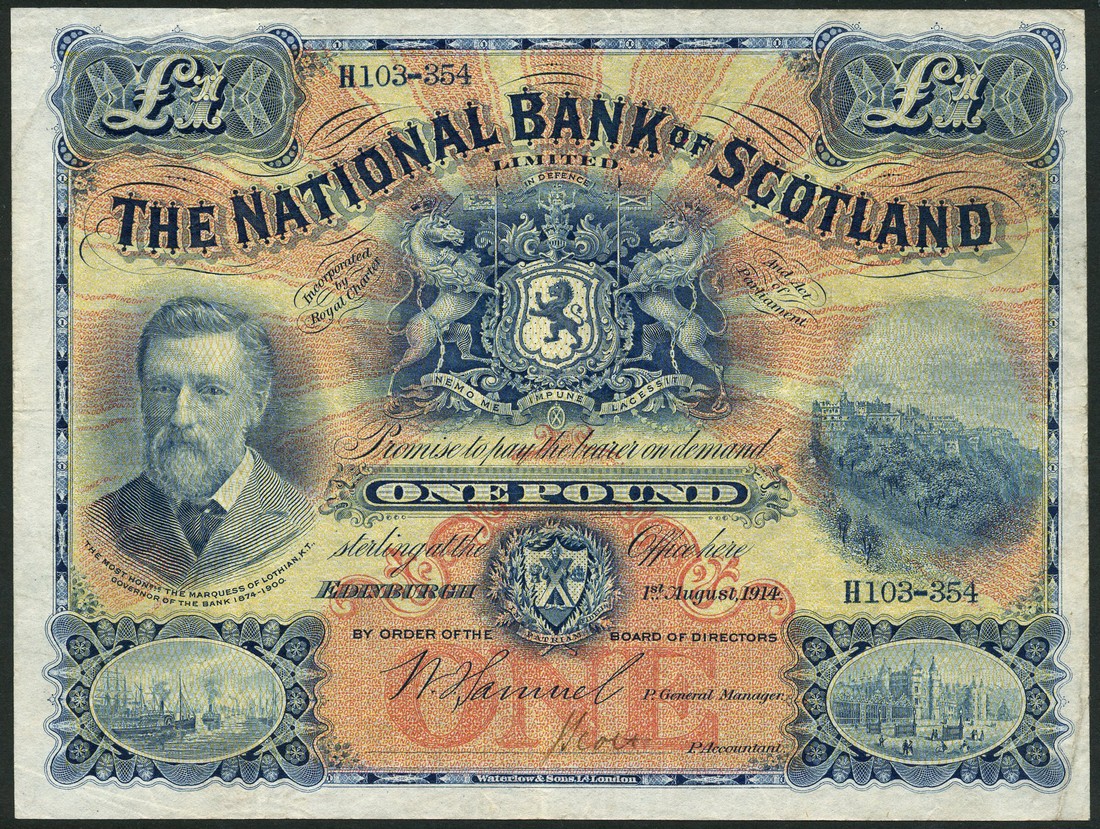 £
£
H103-354
THE NATIONAL BANK OF SCOTLAND
LIMITED
IN DEFENCE
Incorporated
by
Royal Charter
And Act
of
Parliament
NEMO ME IMPUNE LACESSIT
Promise to pay the bearer on demand
ONE POUND
sterling at the Office here
EDINBURGH 1st August, 1914.
H103-354
THE MOST HONBLE THE MARQUESS OF LOTHIAN, K.T.
GOVERNOR OF THE BANK 1874-1900
BY ORDER OF THE BOARD OF DIRECTORS
ONE
P. General Manager.
P. Accountant.
Waterlow & Sons. Ld. London